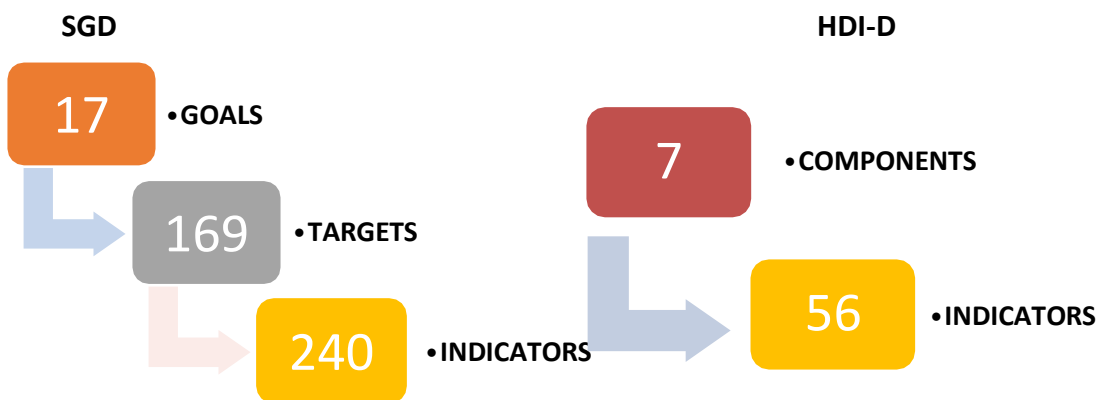 SGD
17
•GOALS
169
•TARGETS
240
•INDICATORS
HDI-D
7
•COMPONENTS
56
•INDICATORS